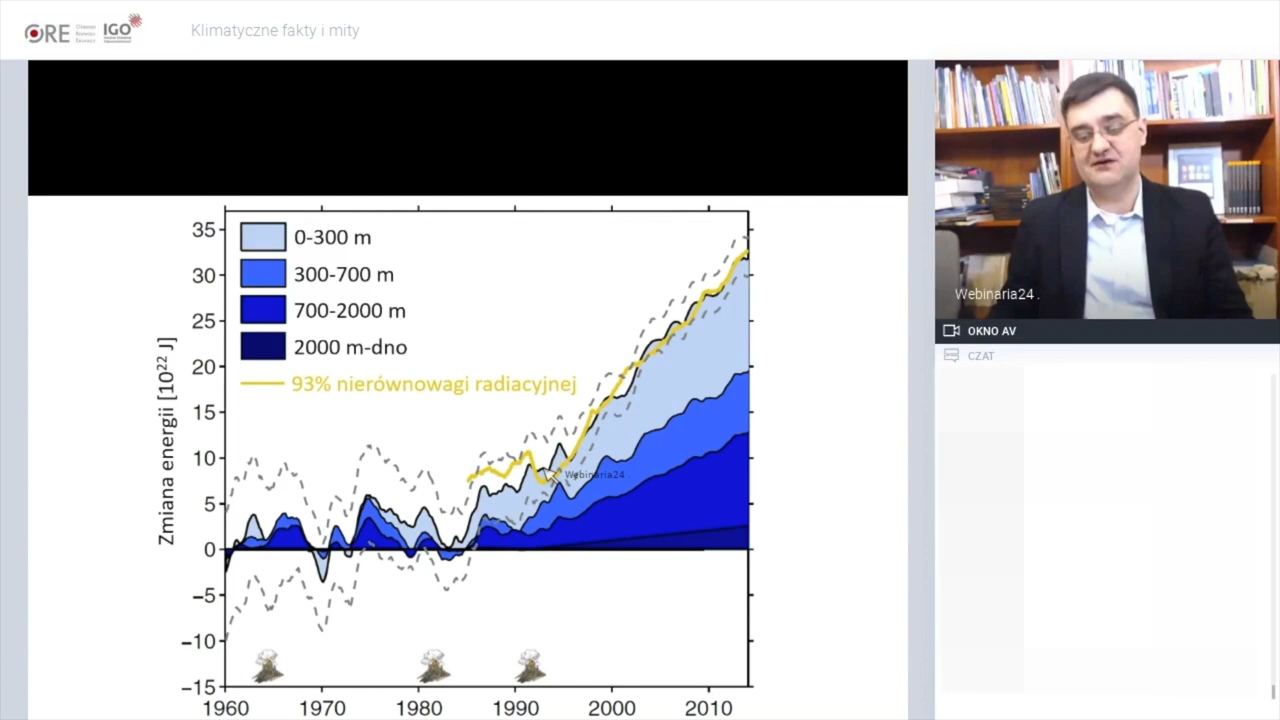 ORE
IGO
Klimatyczne fakty i mity
35
30
25
20
15
10
5
0
−5
−10
−15
Zmiana energii [10²² J]
0-300 m
300-700 m
700-2000 m
2000 m-dno
93% nierównowagi radiacyjnej
Webinaria24
1960
1970
1980
1990
2000
2010
Webinaria24 .
OKNO AV
CZAT